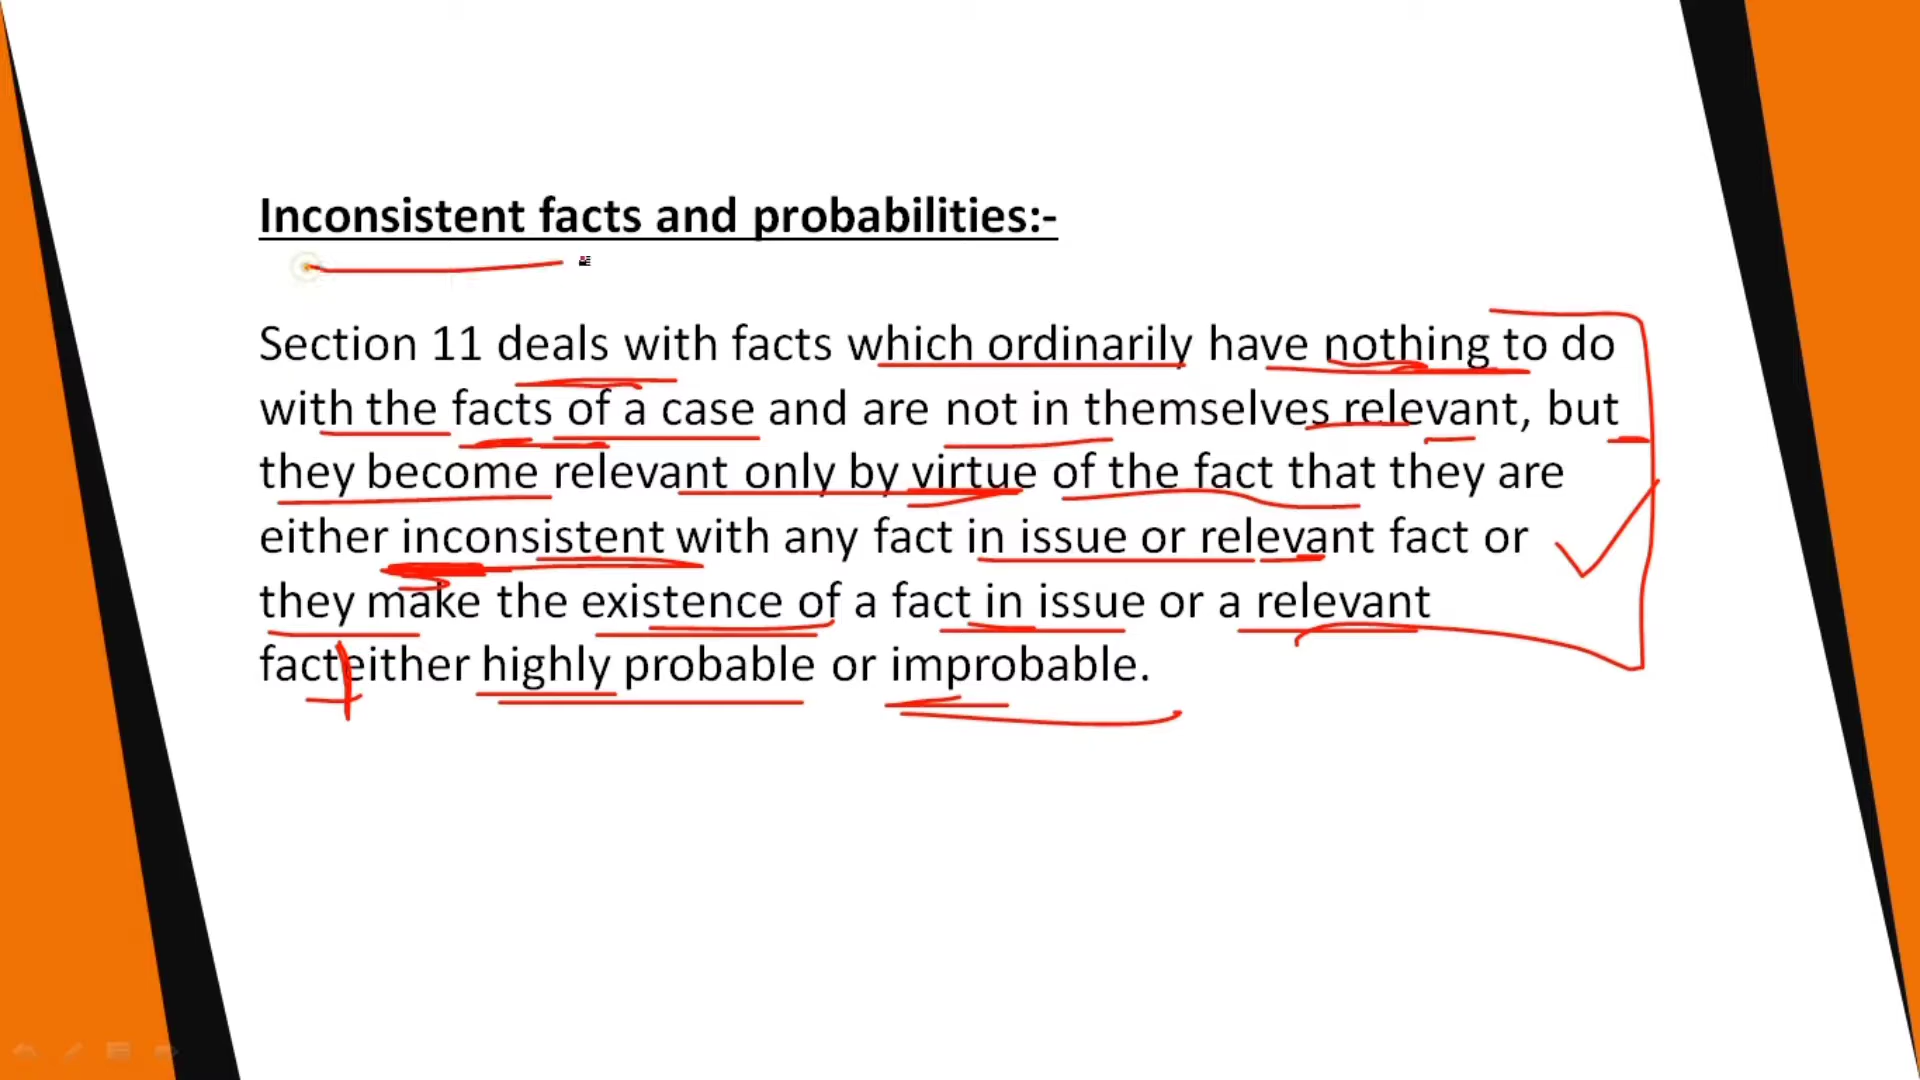 Inconsistent facts and probabilities:-
Section 11 deals with facts which ordinarily have nothing to do
with the facts of a case and are not in themselves relevant, but
they become relevant only by virtue of the fact that they are
either inconsistent with any fact in issue or relevant fact or
they make the existence of a fact in issue or a relevant
facteither highly probable or improbable.